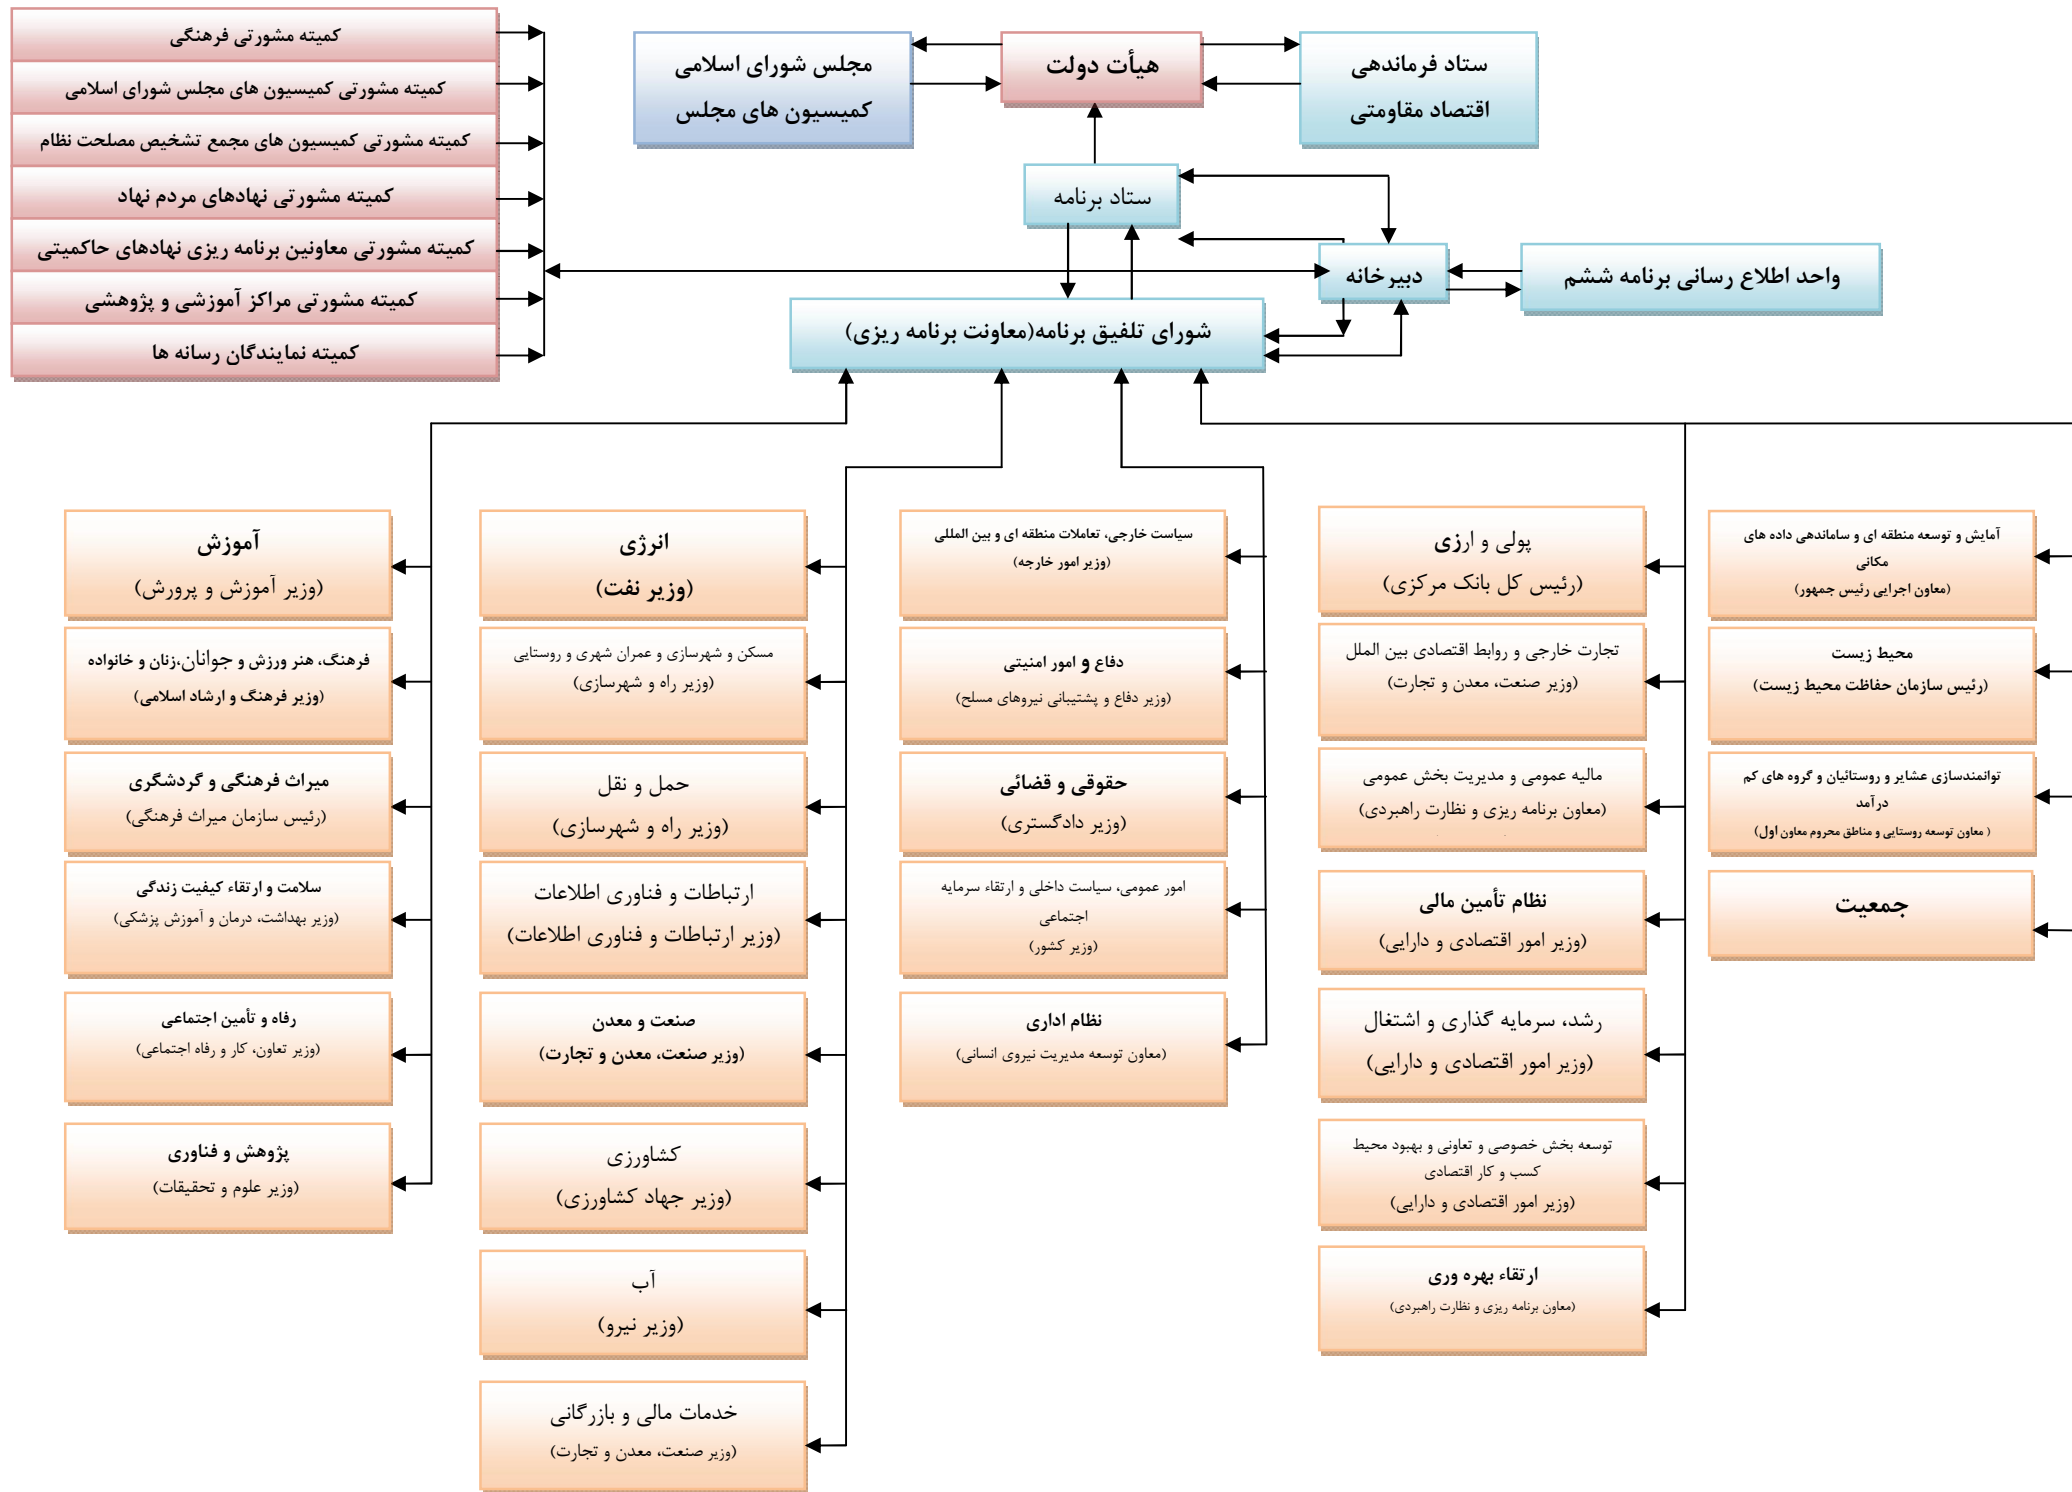 کمیته مشورتی فرهنگی
کمیته مشورتی کمیسیون های مجلس شورای اسلامی
کمیته مشورتی کمیسیون های مجمع تشخیص مصلحت نظام
کمیته مشورتی نهادهای مردم نهاد
کمیته مشورتی معاونین برنامه ریزی نهادهای حاکمیتی
کمیته مشورتی مراکز آموزشی و پژوهشی
کمیته نمایندگان رسانه ها
مجلس شورای اسلامی
کمیسیون های مجلس
هیأت دولت
ستاد فرماندهی
اقتصاد مقاومتی
ستاد برنامه
دبیرخانه
واحد اطلاع رسانی برنامه ششم
شورای تلفیق برنامه(معاونت برنامه ریزی)
آموزش
(وزیر آموزش و پرورش)
فرهنگ، هنر ورزش و جوانان،زنان و خانواده
(وزیر فرهنگ و ارشاد اسلامی)
میراث فرهنگی و گردشگری
(رئیس سازمان میراث فرهنگی)
سلامت و ارتقاء کیفیت زندگی
(وزیر بهداشت، درمان و آموزش پزشکی)
رفاه و تأمین اجتماعی
(وزیر تعاون، کار و رفاه اجتماعی)
پژوهش و فناوری
(وزیر علوم و تحقیقات)
انرژی
(وزیر نفت)
مسکن و شهرسازی و عمران شهری و روستایی
(وزیر راه و شهرسازی)
حمل و نقل
(وزیر راه و شهرسازی)
ارتباطات و فناوری اطلاعات
(وزیر ارتباطات و فناوری اطلاعات)
صنعت و معدن
(وزیر صنعت، معدن و تجارت)
کشاورزی
(وزیر جهاد کشاورزی)
آب
(وزیر نیرو)
خدمات مالی و بازرگانی
(وزیر صنعت، معدن و تجارت)
سیاست خارجی، تعاملات منطقه ای و بین المللی
(وزیر امور خارجه)
دفاع و امور امنیتی
(وزیر دفاع و پشتیبانی نیروهای مسلح)
حقوقی و قضائی
(وزیر دادگستری)
امور عمومی، سیاست داخلی و ارتقاء سرمایه
اجتماعی
(وزیر کشور)
نظام اداری
(معاون توسعه مدیریت نیروی انسانی)
پولی و ارزی
(رئیس کل بانک مرکزی)
تجارت خارجی و روابط اقتصادی بین الملل
(وزیر صنعت، معدن و تجارت)
مالیه عمومی و مدیریت بخش عمومی
(معاون برنامه ریزی و نظارت راهبردی)
نظام تأمین مالی
(وزیر امور اقتصادی و دارایی)
رشد، سرمایه گذاری و اشتغال
(وزیر امور اقتصادی و دارایی)
توسعه بخش خصوصی و تعاونی و بهبود محیط
کسب و کار اقتصادی
(وزیر امور اقتصادی و دارایی)
ارتقاء بهره وری
(معاون برنامه ریزی و نظارت راهبردی)
آمایش و توسعه منطقه ای و ساماندهی داده های
مکانی
(معاون اجرایی رئیس جمهور)
محیط زیست
(رئیس سازمان حفاظت محیط زیست)
توانمندسازی عشایر و روستائیان و گروه های کم
درآمد
( معاون توسعه روستایی و مناطق محروم معاون اول)
جمعیت